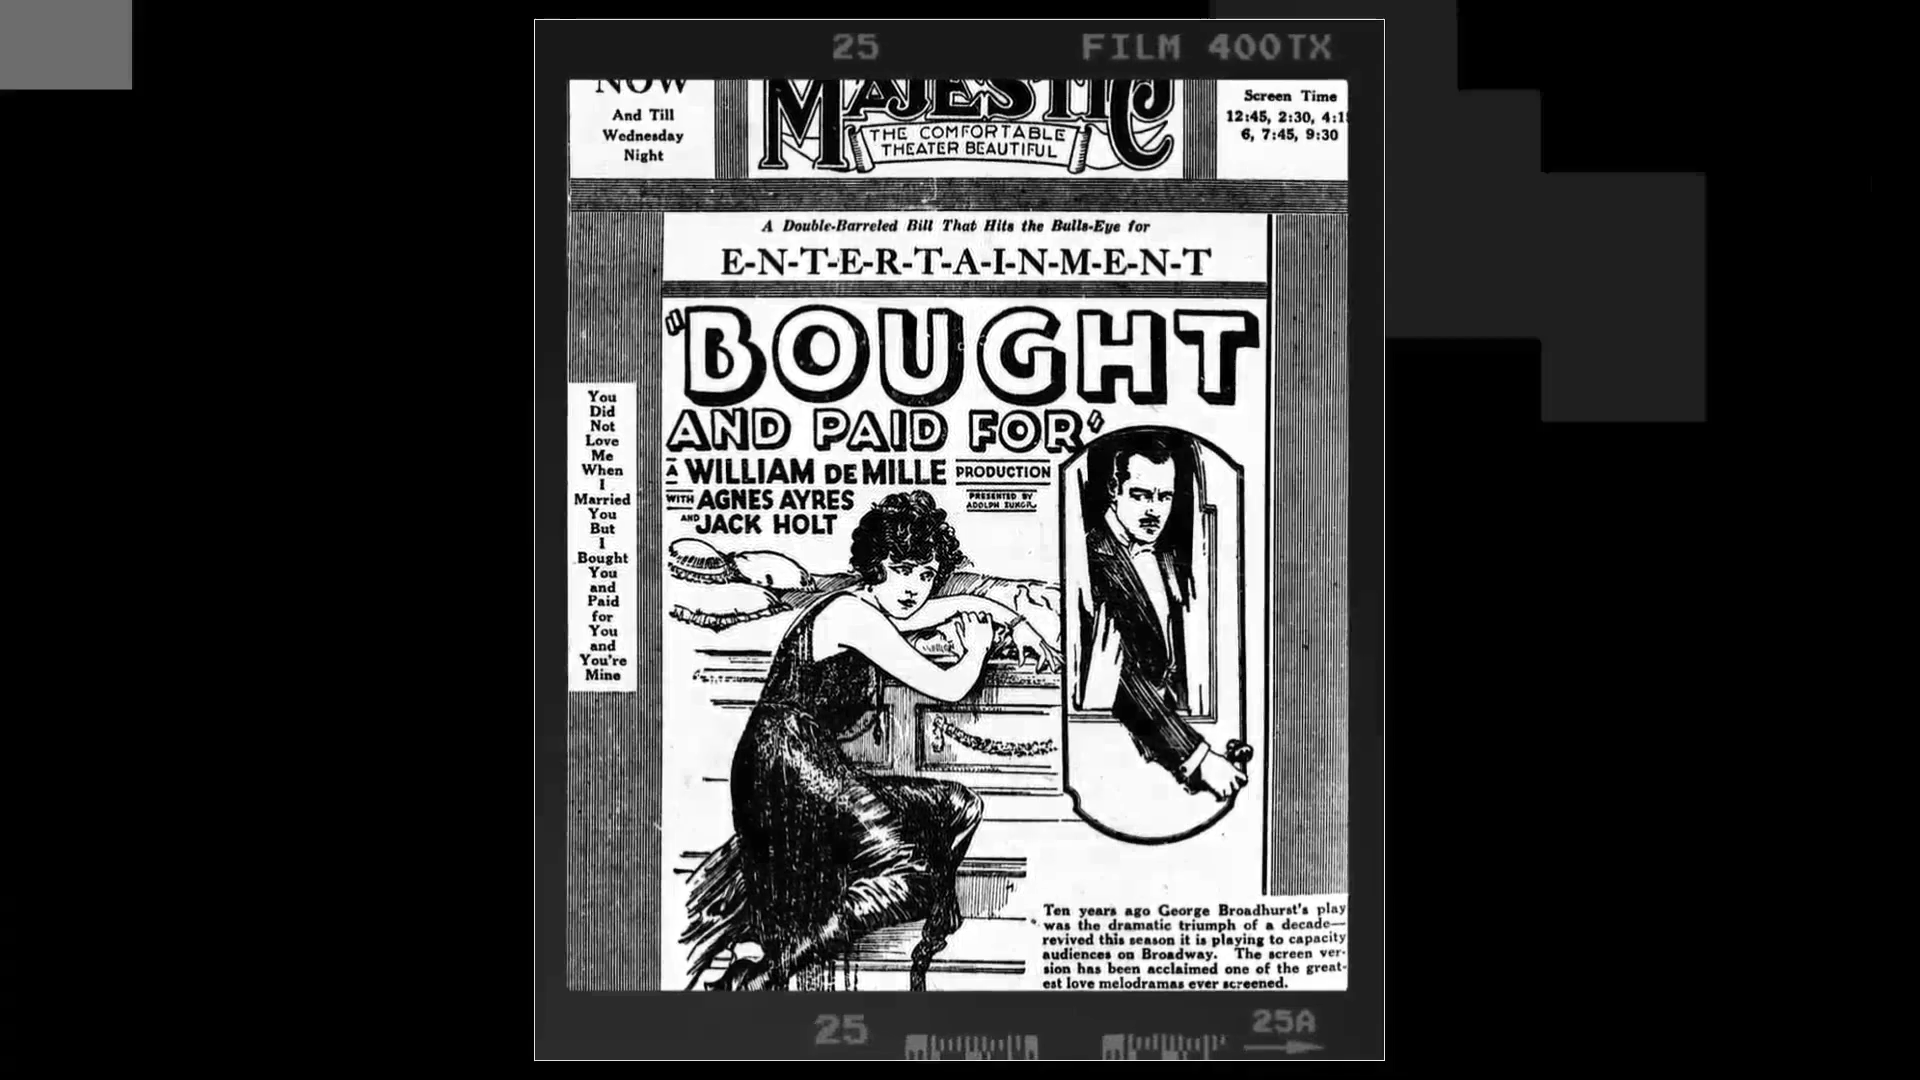 25 FILM 400TX
NOW
And Till
Wednesday
Night
MAJESTIC
THE COMFORTABLE
THEATER BEAUTIFUL
Screen Time
12:45, 2:30, 4:1
6, 7:45, 9:30
A Double-Barreled Bill That Hits the Bulls-Eye for
E-N-T-E-R-T-A-I-N-M-E-N-T
"BOUGHT
AND PAID FOR"
A WILLIAM DE MILLE PRODUCTION
WITH AGNES AYRES
AND JACK HOLT
PRESENTED BY
ADOLPH ZUKOR
You
Did
Not
Love
Me
When
I
Married
You
But
I
Bought
You
and
Paid
for
You
and
You're
Mine
Ten years ago George Broadhurst's play
was the dramatic triumph of a decade—
revived this season it is playing to capacity
audiences on Broadway. The screen ver-
sion has been acclaimed one of the great-
est love melodramas ever screened.
25 25A